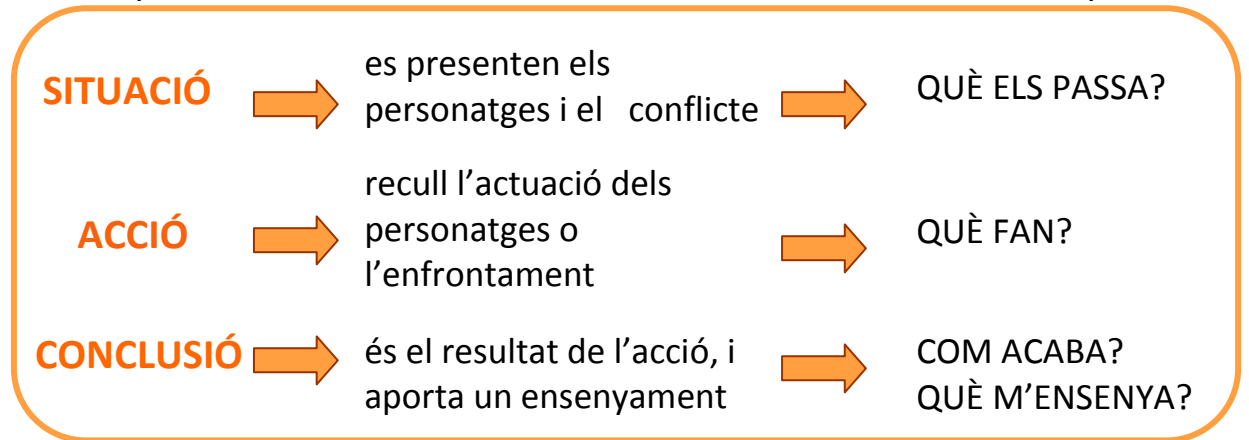 SITUACIÓ
es presenten els
personatges i el conflicte
QUÈ ELS PASSA?
ACCIÓ
recull l’actuació dels
personatges o
l’enfrontament
QUÈ FAN?
CONCLUSIÓ
és el resultat de l’acció, i
aporta un ensenyament
COM ACABA?
QUÈ M’ENSENYA?